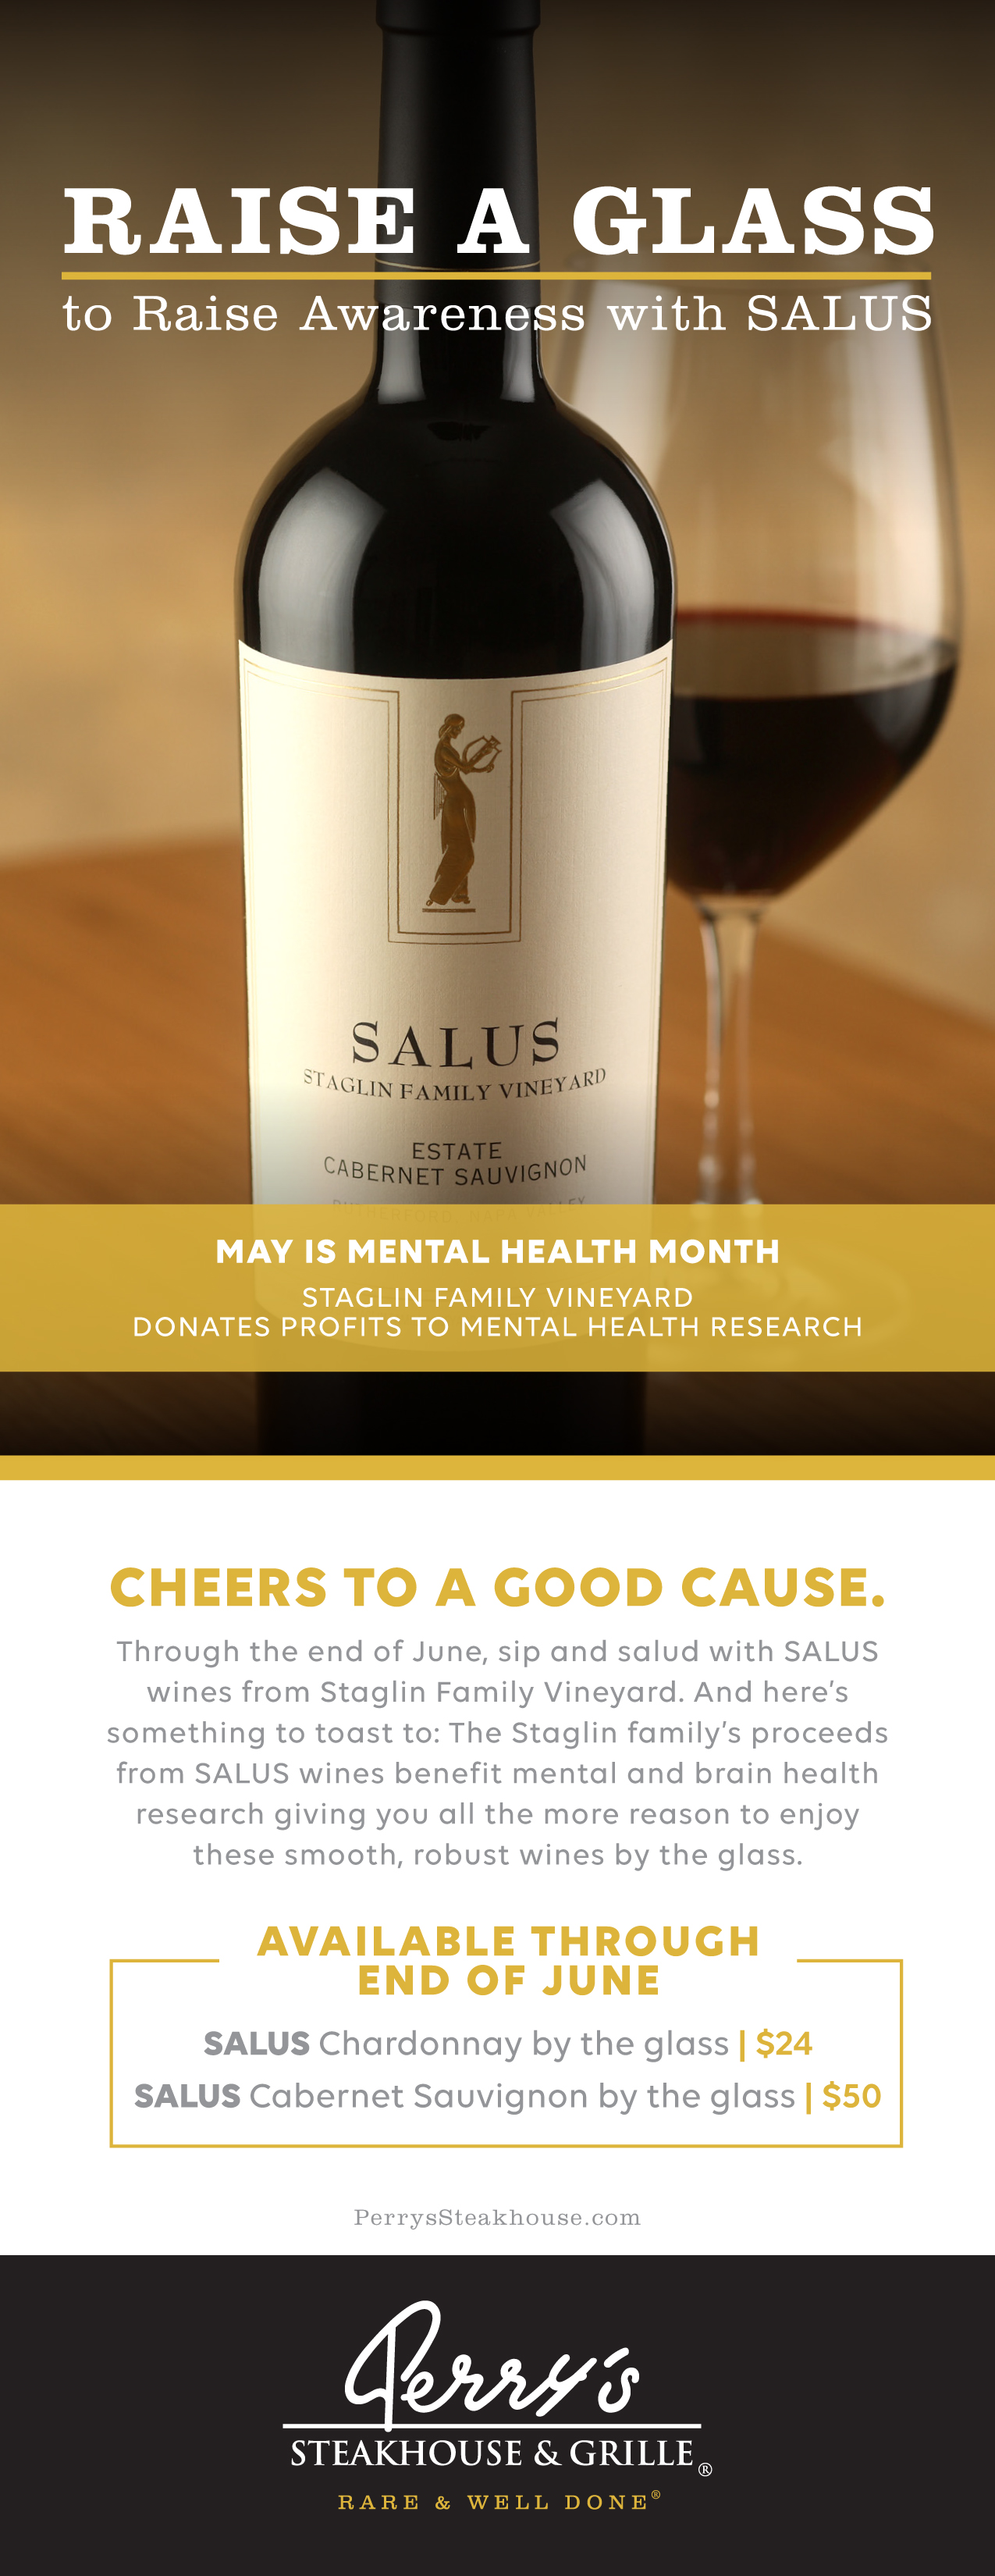 RAISE A GLASS
to Raise Awareness with SALUS
SALUS
STAGLIN FAMILY VINEYARD
ESTATE
CABERNET SAUVIGNON
RUTHERFORD NAPA VALLEY
MAY IS MENTAL HEALTH MONTH
STAGLIN FAMILY VINEYARD
DONATES PROFITS TO MENTAL HEALTH RESEARCH
CHEERS TO A GOOD CAUSE.
Through the end of June, sip and salud with SALUS
wines from Staglin Family Vineyard. And here’s
something to toast to: The Staglin family’s proceeds
from SALUS wines benefit mental and brain health
research giving you all the more reason to enjoy
these smooth, robust wines by the glass.
AVAILABLE THROUGH
END OF JUNE
SALUS Chardonnay by the glass | $24
SALUS Cabernet Sauvignon by the glass | $50
PerrysSteakhouse.com
Perry's
STEAKHOUSE & GRILLE®
RARE & WELL DONE®